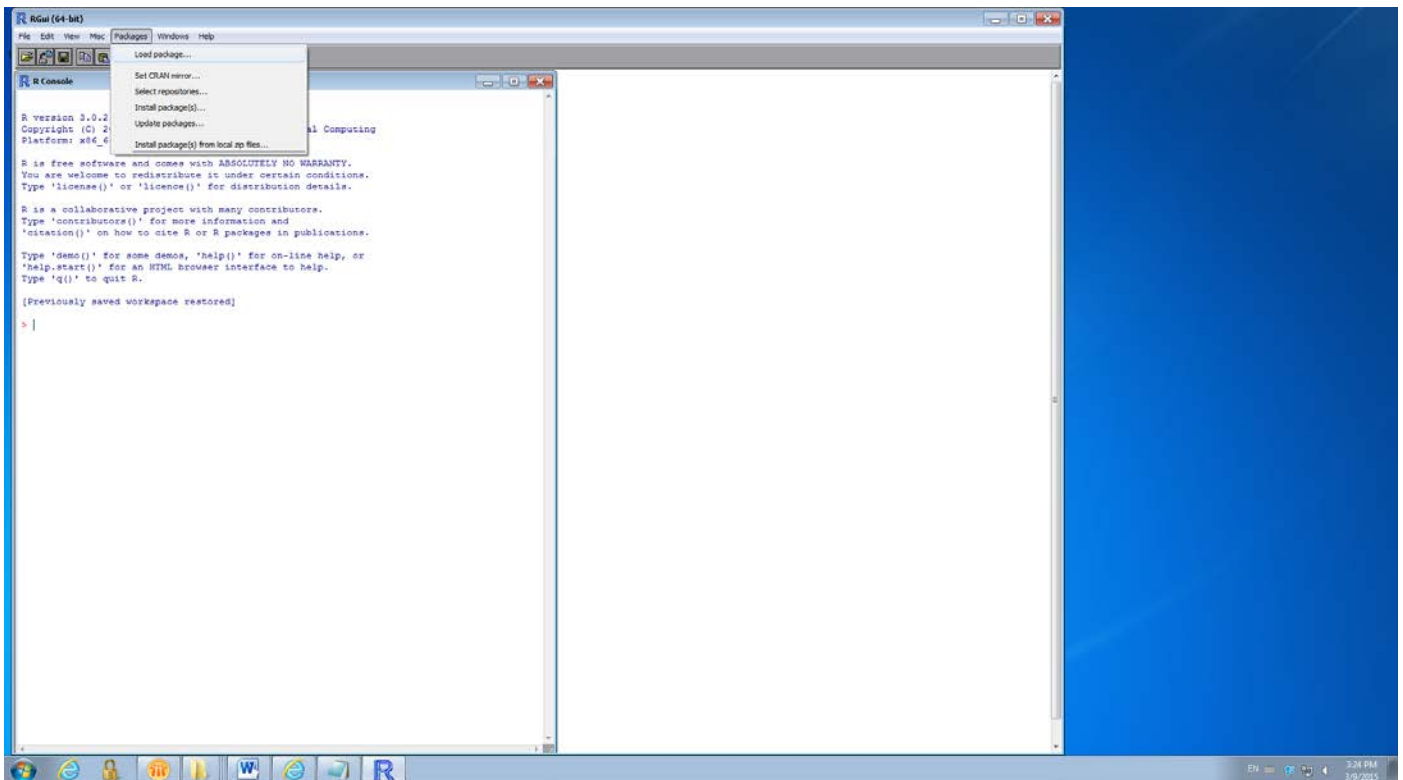 RGui (64-bit)
File Edit View Misc Packages Windows Help
Load package...
Set CRAN mirror...
Select repositories...
Install package(s)...
Update packages...
Install package(s) from local zip files...
R Console
R version 3.0.2
Copyright (C) 2 al Computing
Platform: x86_6
R is free software and comes with ABSOLUTELY NO WARRANTY.
You are welcome to redistribute it under certain conditions.
Type 'license()' or 'licence()' for distribution details.
R is a collaborative project with many contributors.
Type 'contributors()' for more information and
'citation()' on how to cite R or R packages in publications.
Type 'demo()' for some demos, 'help()' for on-line help, or
'help.start()' for an HTML browser interface to help.
Type 'q()' to quit R.
[Previously saved workspace restored]
>
EN
3:24 PM
3/9/2015